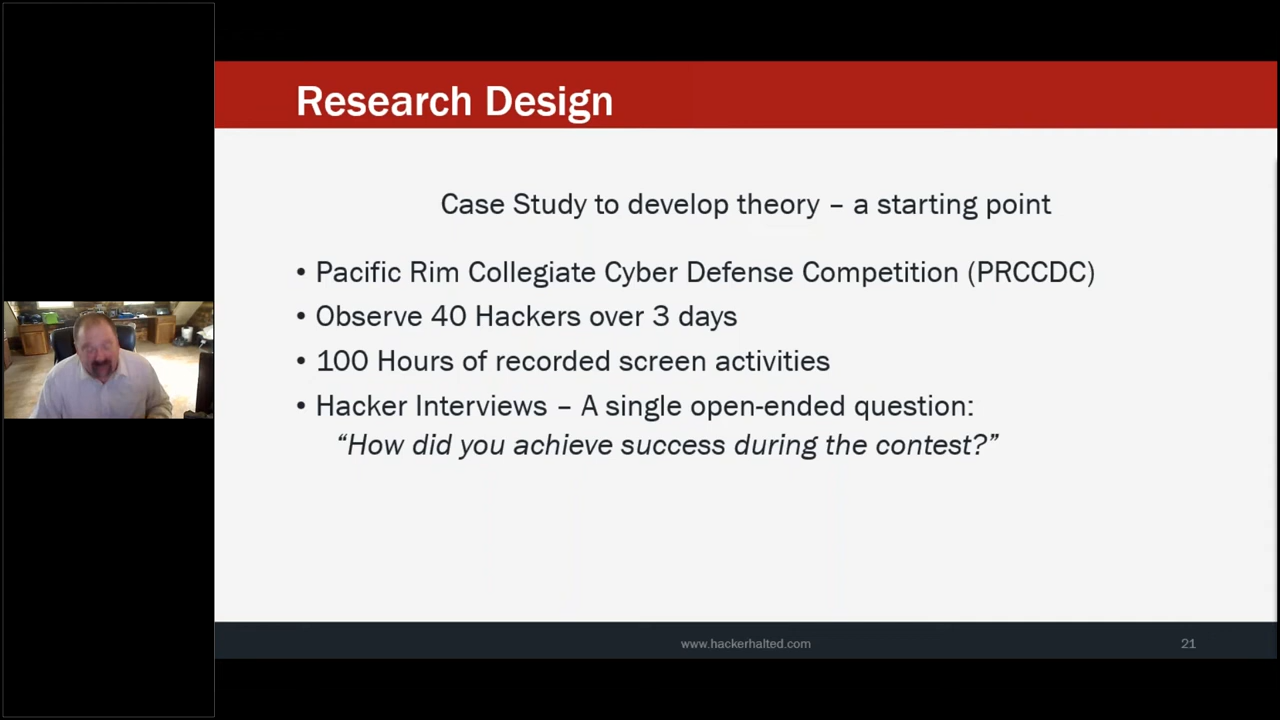 Research Design
Case Study to develop theory – a starting point
• Pacific Rim Collegiate Cyber Defense Competition (PRCCDC)
• Observe 40 Hackers over 3 days
• 100 Hours of recorded screen activities
• Hacker Interviews – A single open-ended question:
“How did you achieve success during the contest?”
www.hackerhalted.com
21